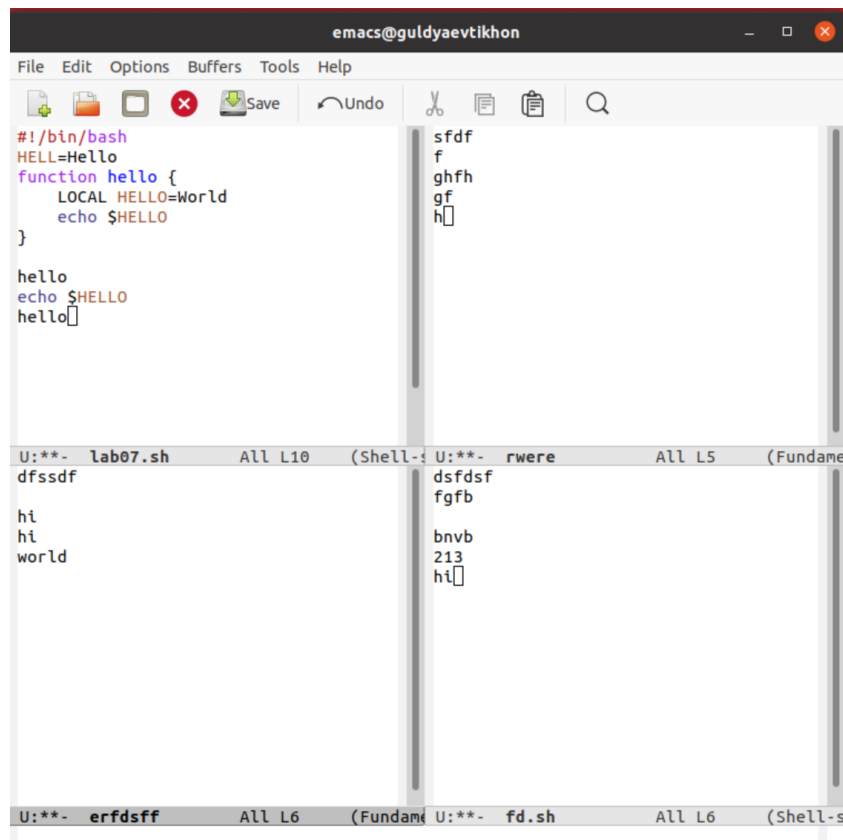 emacs@guldyaevtikhon
File Edit Options Buffers Tools Help
Save Undo
#!/bin/bash
HELL=Hello
function hello {
    LOCAL HELLO=World
    echo $HELLO
}
hello
echo $HELLO
hello
U:**- lab07.sh All L10 (Shell-s
sfdf
f
ghfh
gf
h
U:**- rwere All L5 (Fundame
dfssdf
hi
hi
world
U:**- erfdsff All L6 (Fundame
dsfdsf
fgfb
bnvb
213
hi
U:**- fd.sh All L6 (Shell-s